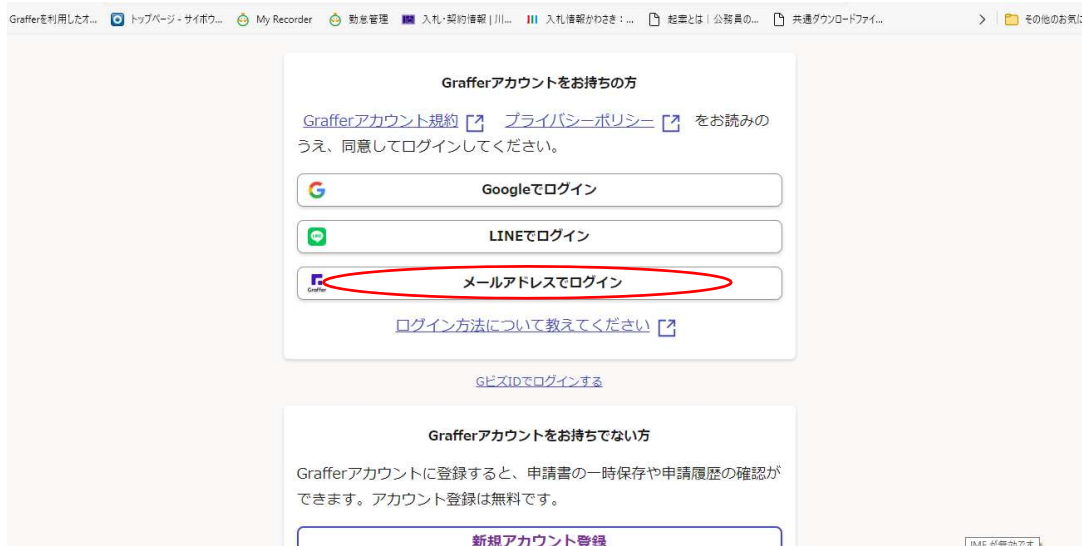 Grafferを利用したオ... トップページ - サイボウ... My Recorder 勤怠管理 入札・契約情報 | 川... 入札情報かわさき：... 起案とは｜公務員の... 共通ダウンロードファイ... その他のお気に
Grafferアカウントをお持ちの方
Grafferアカウント規約 プライバシーポリシー をお読みの
うえ、同意してログインしてください。
Googleでログイン
LINEでログイン
Graffer メールアドレスでログイン
ログイン方法について教えてください
GビズIDでログインする
Grafferアカウントをお持ちでない方
Grafferアカウントに登録すると、申請書の一時保存や申請履歴の確認が
できます。アカウント登録は無料です。
新規アカウント登録
IME が無効です